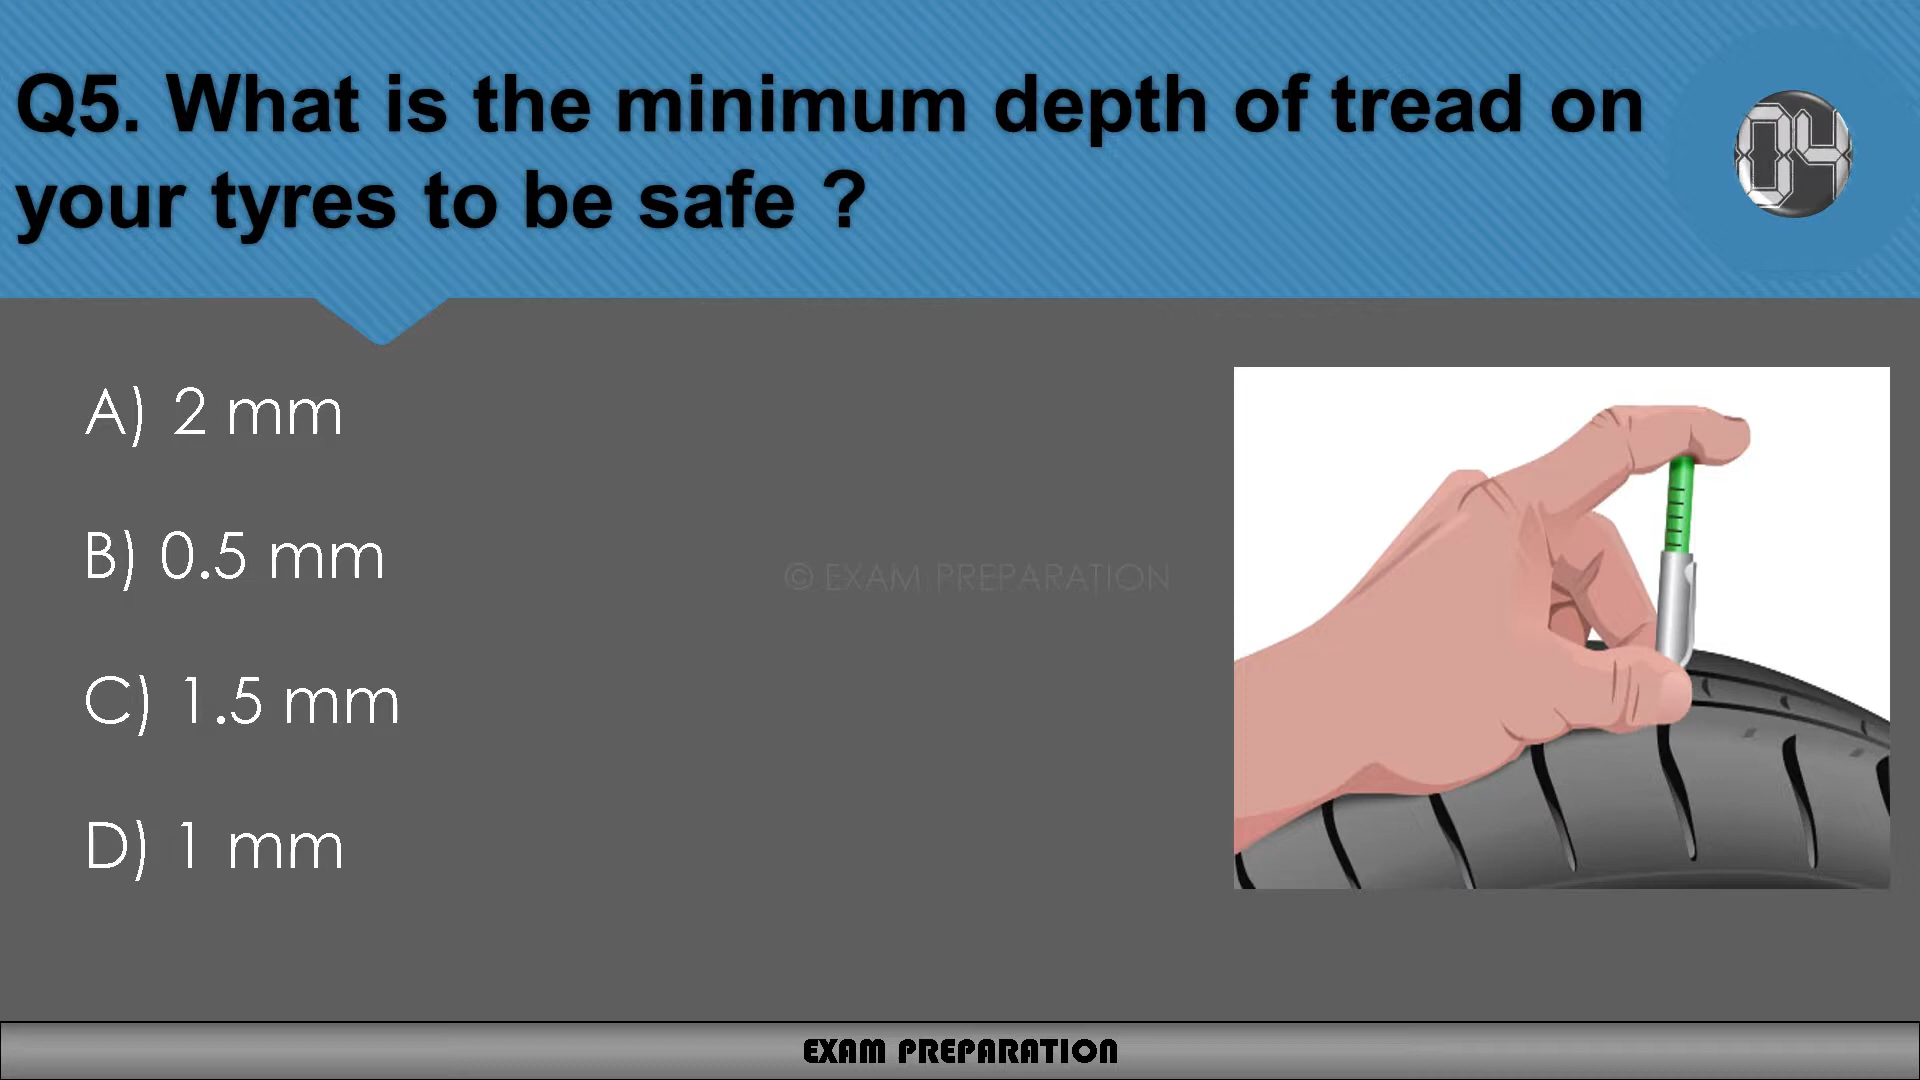 Q5. What is the minimum depth of tread on
your tyres to be safe ?
04
A) 2 mm
B) 0.5 mm
© EXAM PREPARATION
C) 1.5 mm
D) 1 mm
EXAM PREPARATION